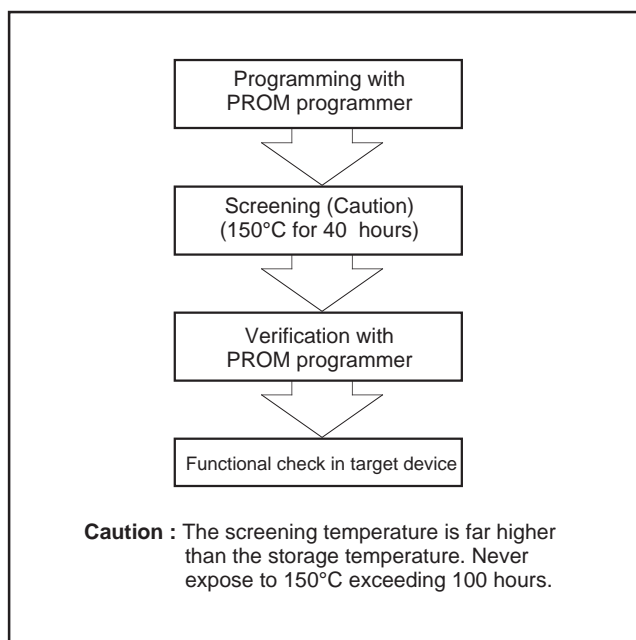 Programming with
PROM programmer
Screening (Caution)
(150°C for 40 hours)
Verification with
PROM programmer
Functional check in target device
Caution : The screening temperature is far higher
than the storage temperature. Never
expose to 150°C exceeding 100 hours.